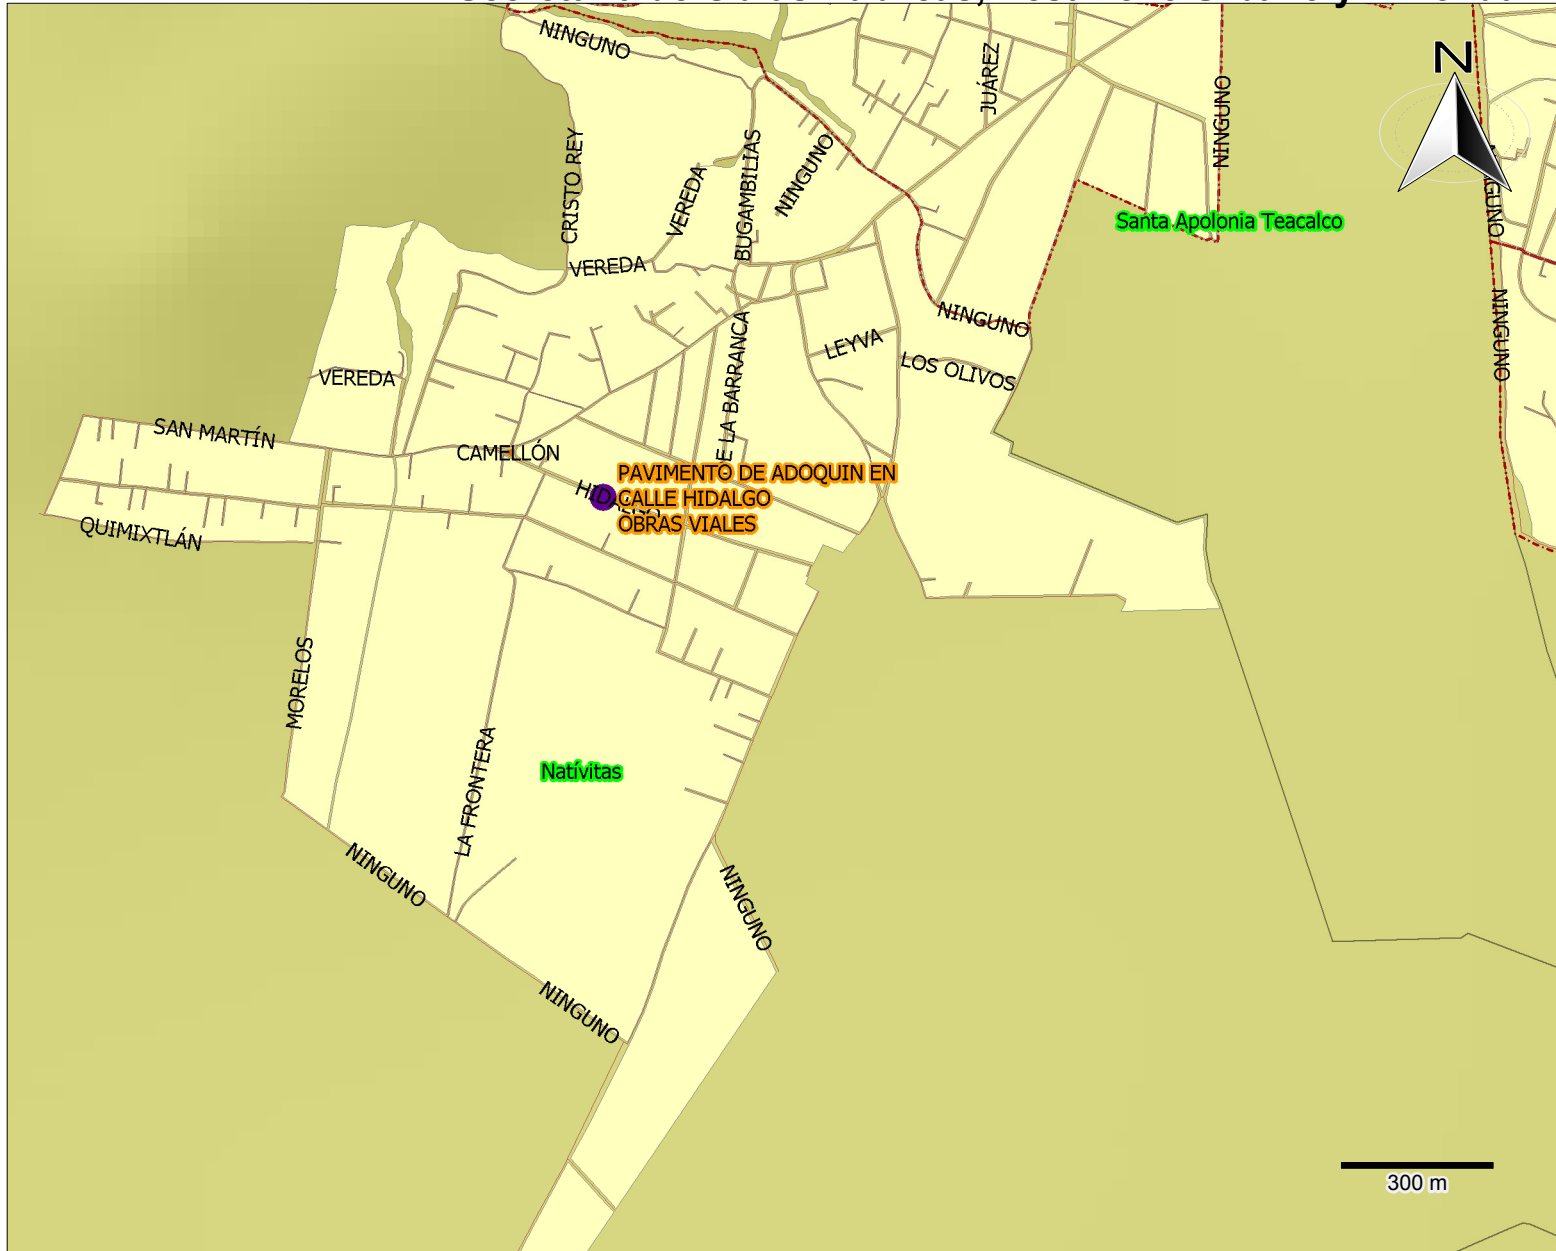 NINGUNO
JUÁREZ
N
NINGUNO
CRISTO REY
VEREDA
BUGAMBILIAS
NINGUNO
Santa Apolonia Teacalco
VEREDA
NINGUNO
NINGUNO
LEYVA
LOS OLIVOS
VEREDA
LA BARRANCA
SAN MARTÍN
CAMELLÓN
PAVIMENTO DE ADOQUIN EN
CALLE HIDALGO
OBRAS VIALES
QUIMIXTLÁN
MORELOS
LA FRONTERA
Natívitas
NINGUNO
NINGUNO
NINGUNO
300 m